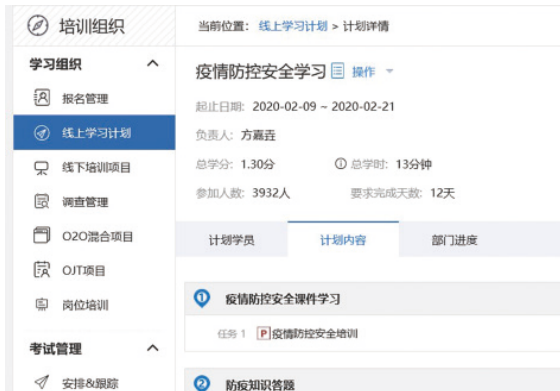 培训组织
当前位置: 线上学习计划 > 计划详情
学习组织
报名管理
线上学习计划
线下培训项目
调查管理
O2O混合项目
OJT项目
岗位培训
考试管理
安排&跟踪
疫情防控安全学习 操作
起止日期: 2020-02-09 ~ 2020-02-21
负责人: 方嘉孴
总学分: 1.30分 总学时: 13分钟
参加人数: 3932人 要求完成天数: 12天
计划学员 计划内容 部门进度
1 疫情防控安全课件学习
任务 1 P 疫情防控安全培训
2 防疫知识答题